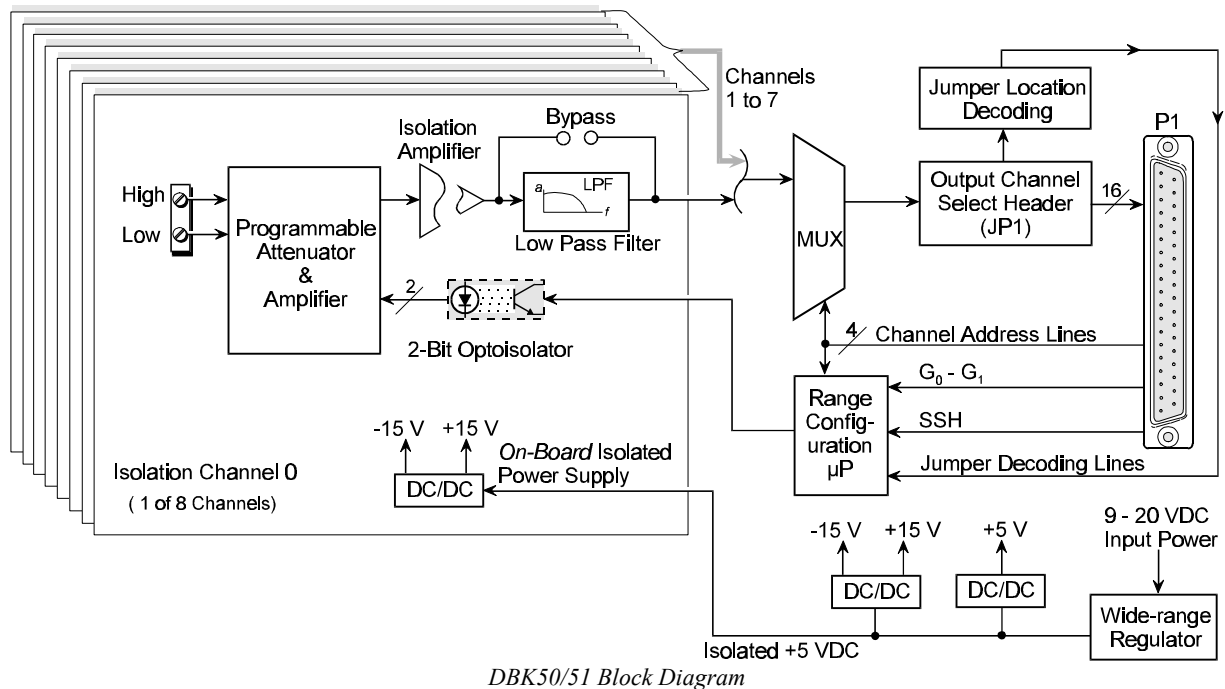 Channels
1 to 7
Jumper Location
Decoding
P1
Bypass
Isolation
Amplifier
High
Low
Programmable
Attenuator
&
Amplifier
a
LPF
f
Low Pass Filter
MUX
Output Channel
Select Header
(JP1)
16
2
2-Bit Optoisolator
4
Channel Address Lines
G0 - G1
SSH
Jumper Decoding Lines
Range
Config-
uration
µP
-15 V
+15 V
On-Board Isolated
Power Supply
DC/DC
Isolation Channel 0
( 1 of 8 Channels)
-15 V
+15 V
+5 V
9 - 20 VDC
Input Power
DC/DC
DC/DC
Wide-range
Regulator
Isolated +5 VDC
DBK50/51 Block Diagram